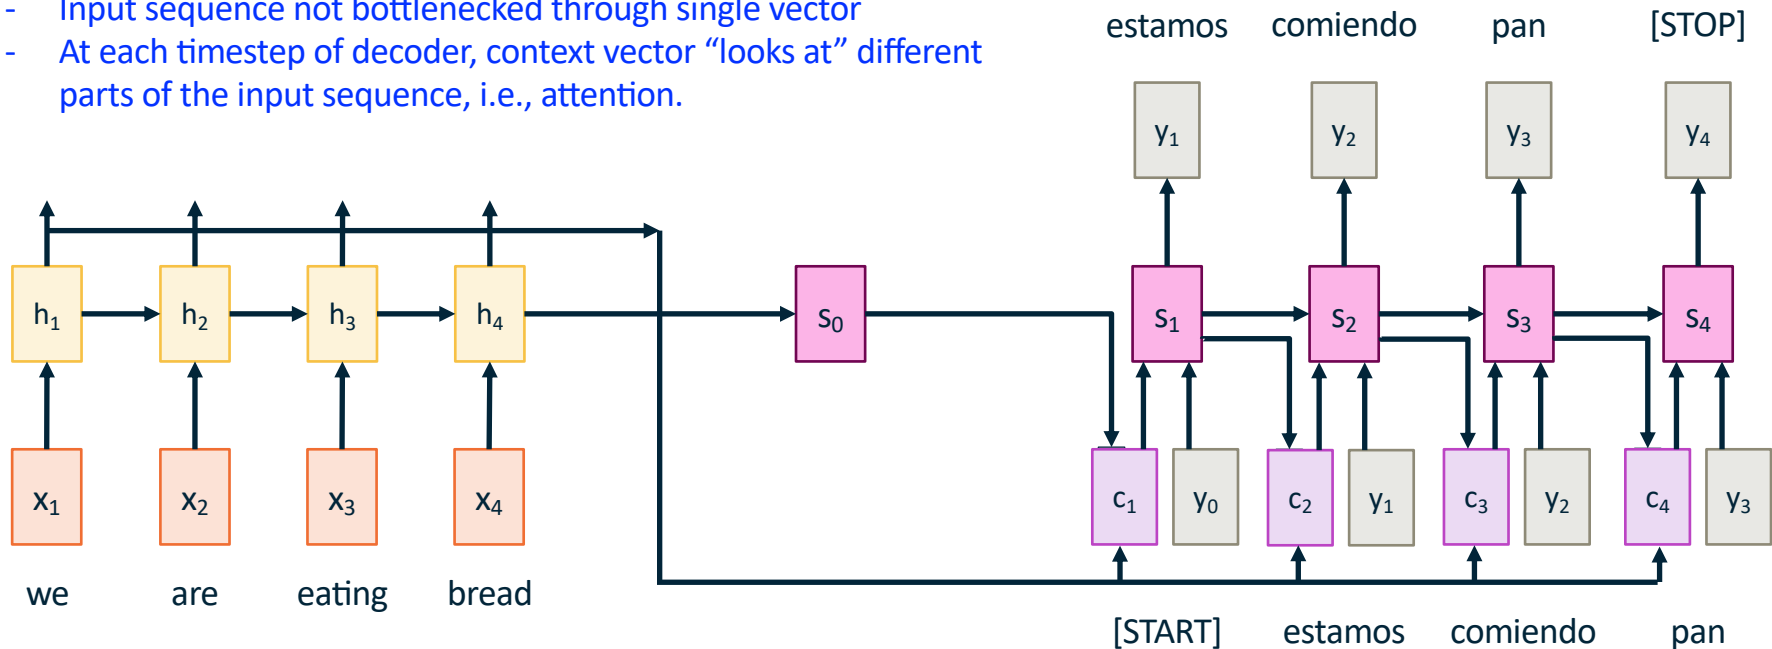 - Input sequence not bottlenecked through single vector
- At each timestep of decoder, context vector “looks at” different
parts of the input sequence, i.e., attention.
estamos comiendo pan [STOP]
y₁ y₂ y₃ y₄
h₁ h₂ h₃ h₄ s₀ s₁ s₂ s₃ s₄
x₁ x₂ x₃ x₄ c₁ y₀ c₂ y₁ c₃ y₂ c₄ y₃
we are eating bread
[START] estamos comiendo pan